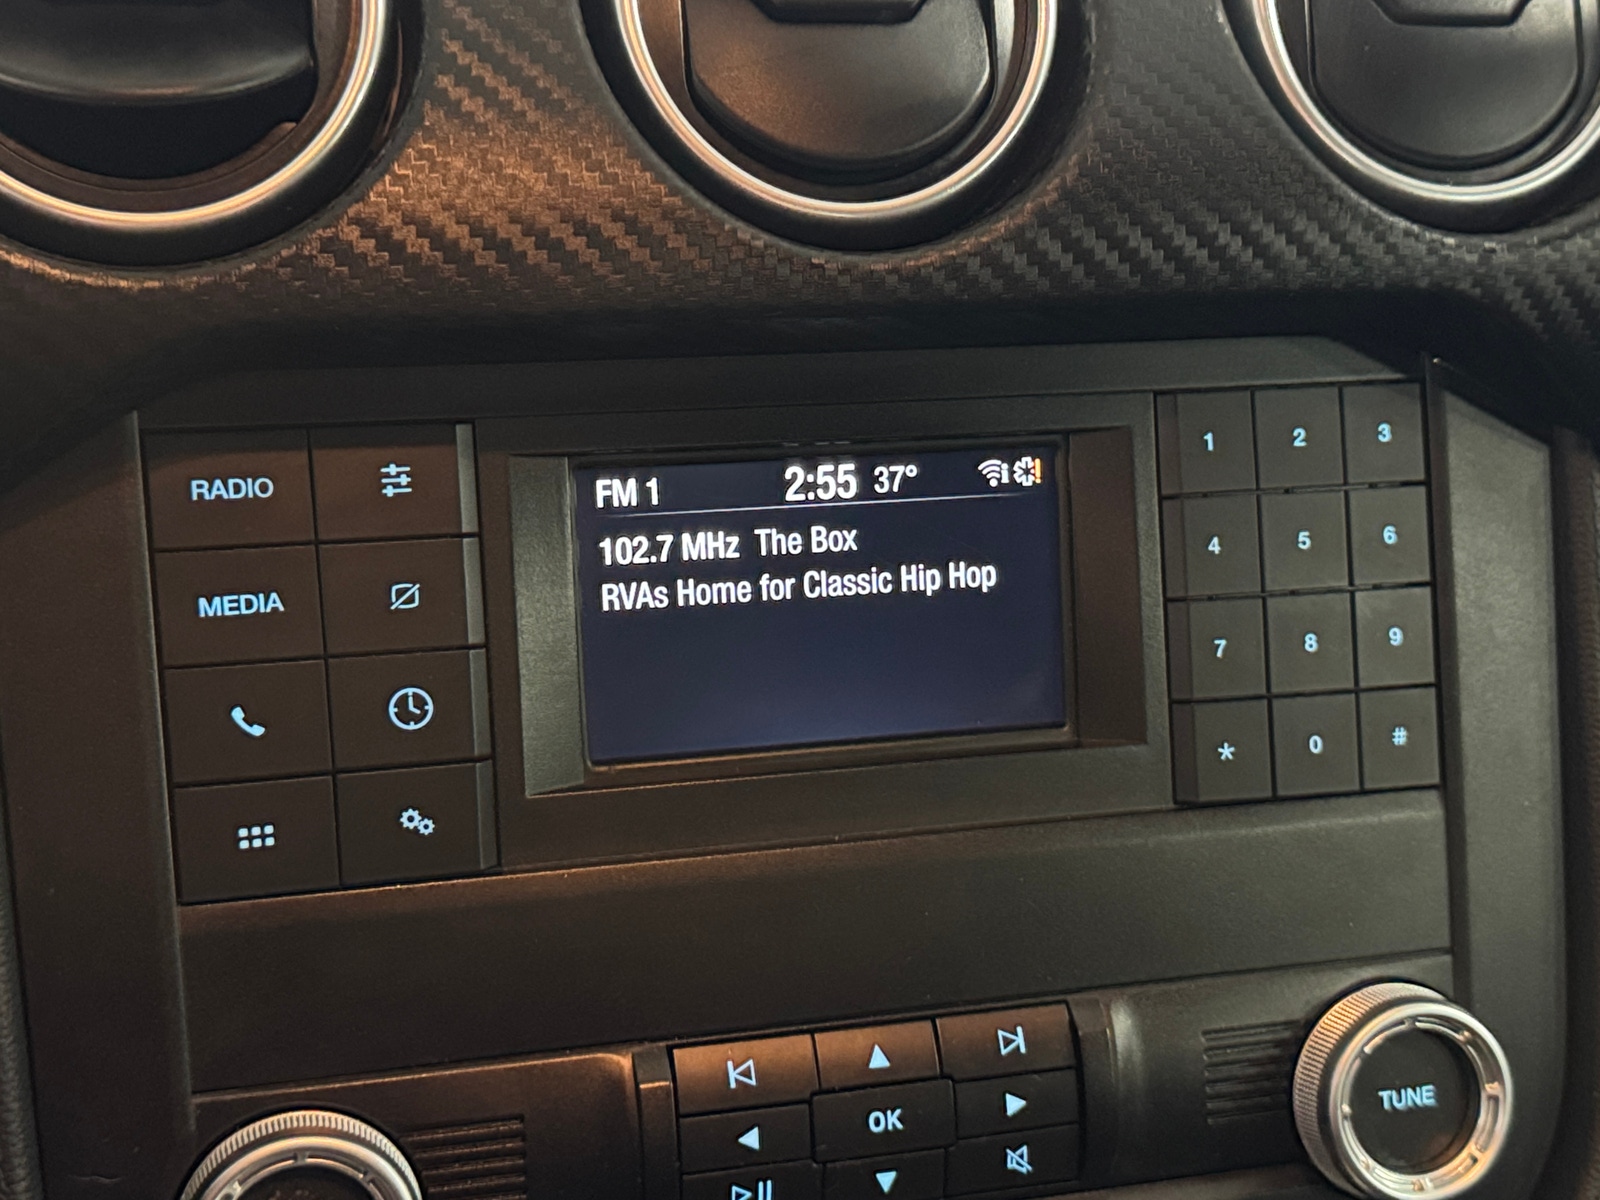 FM 1 2:55 37°
102.7 MHz The Box
RVAs Home for Classic Hip Hop
RADIO
MEDIA
1 2 3
4 5 6
7 8 9
* 0 #
OK
TUNE